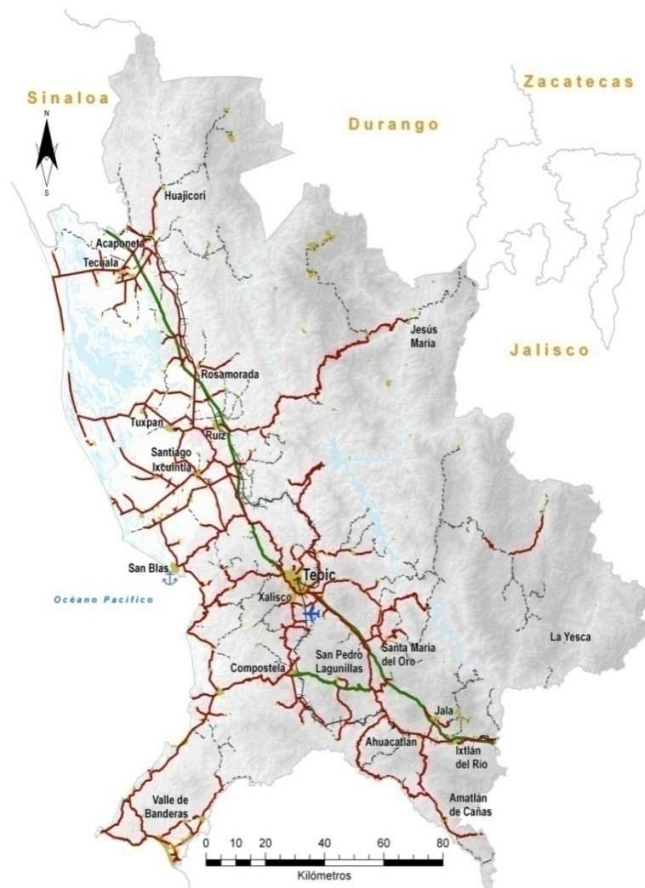 Zacatecas
Sinaloa
Durango
N
S
Huajicori
Acaponeta
Tecuala
Jesús
María
Jalisco
Rosamorada
Tuxpan
Ruíz
Santiago
Ixcuintla
San Blas
Tepic
Océano Pacífico
Xalisco
La Yesca
Santa María
del Oro
Compostela
San Pedro
Lagunillas
Jala
Ahuacatlán
Ixtlán
del Río
Valle de
Banderas
Amatlán
de Cañas
0 10 20 40 60 80
Kilómetros